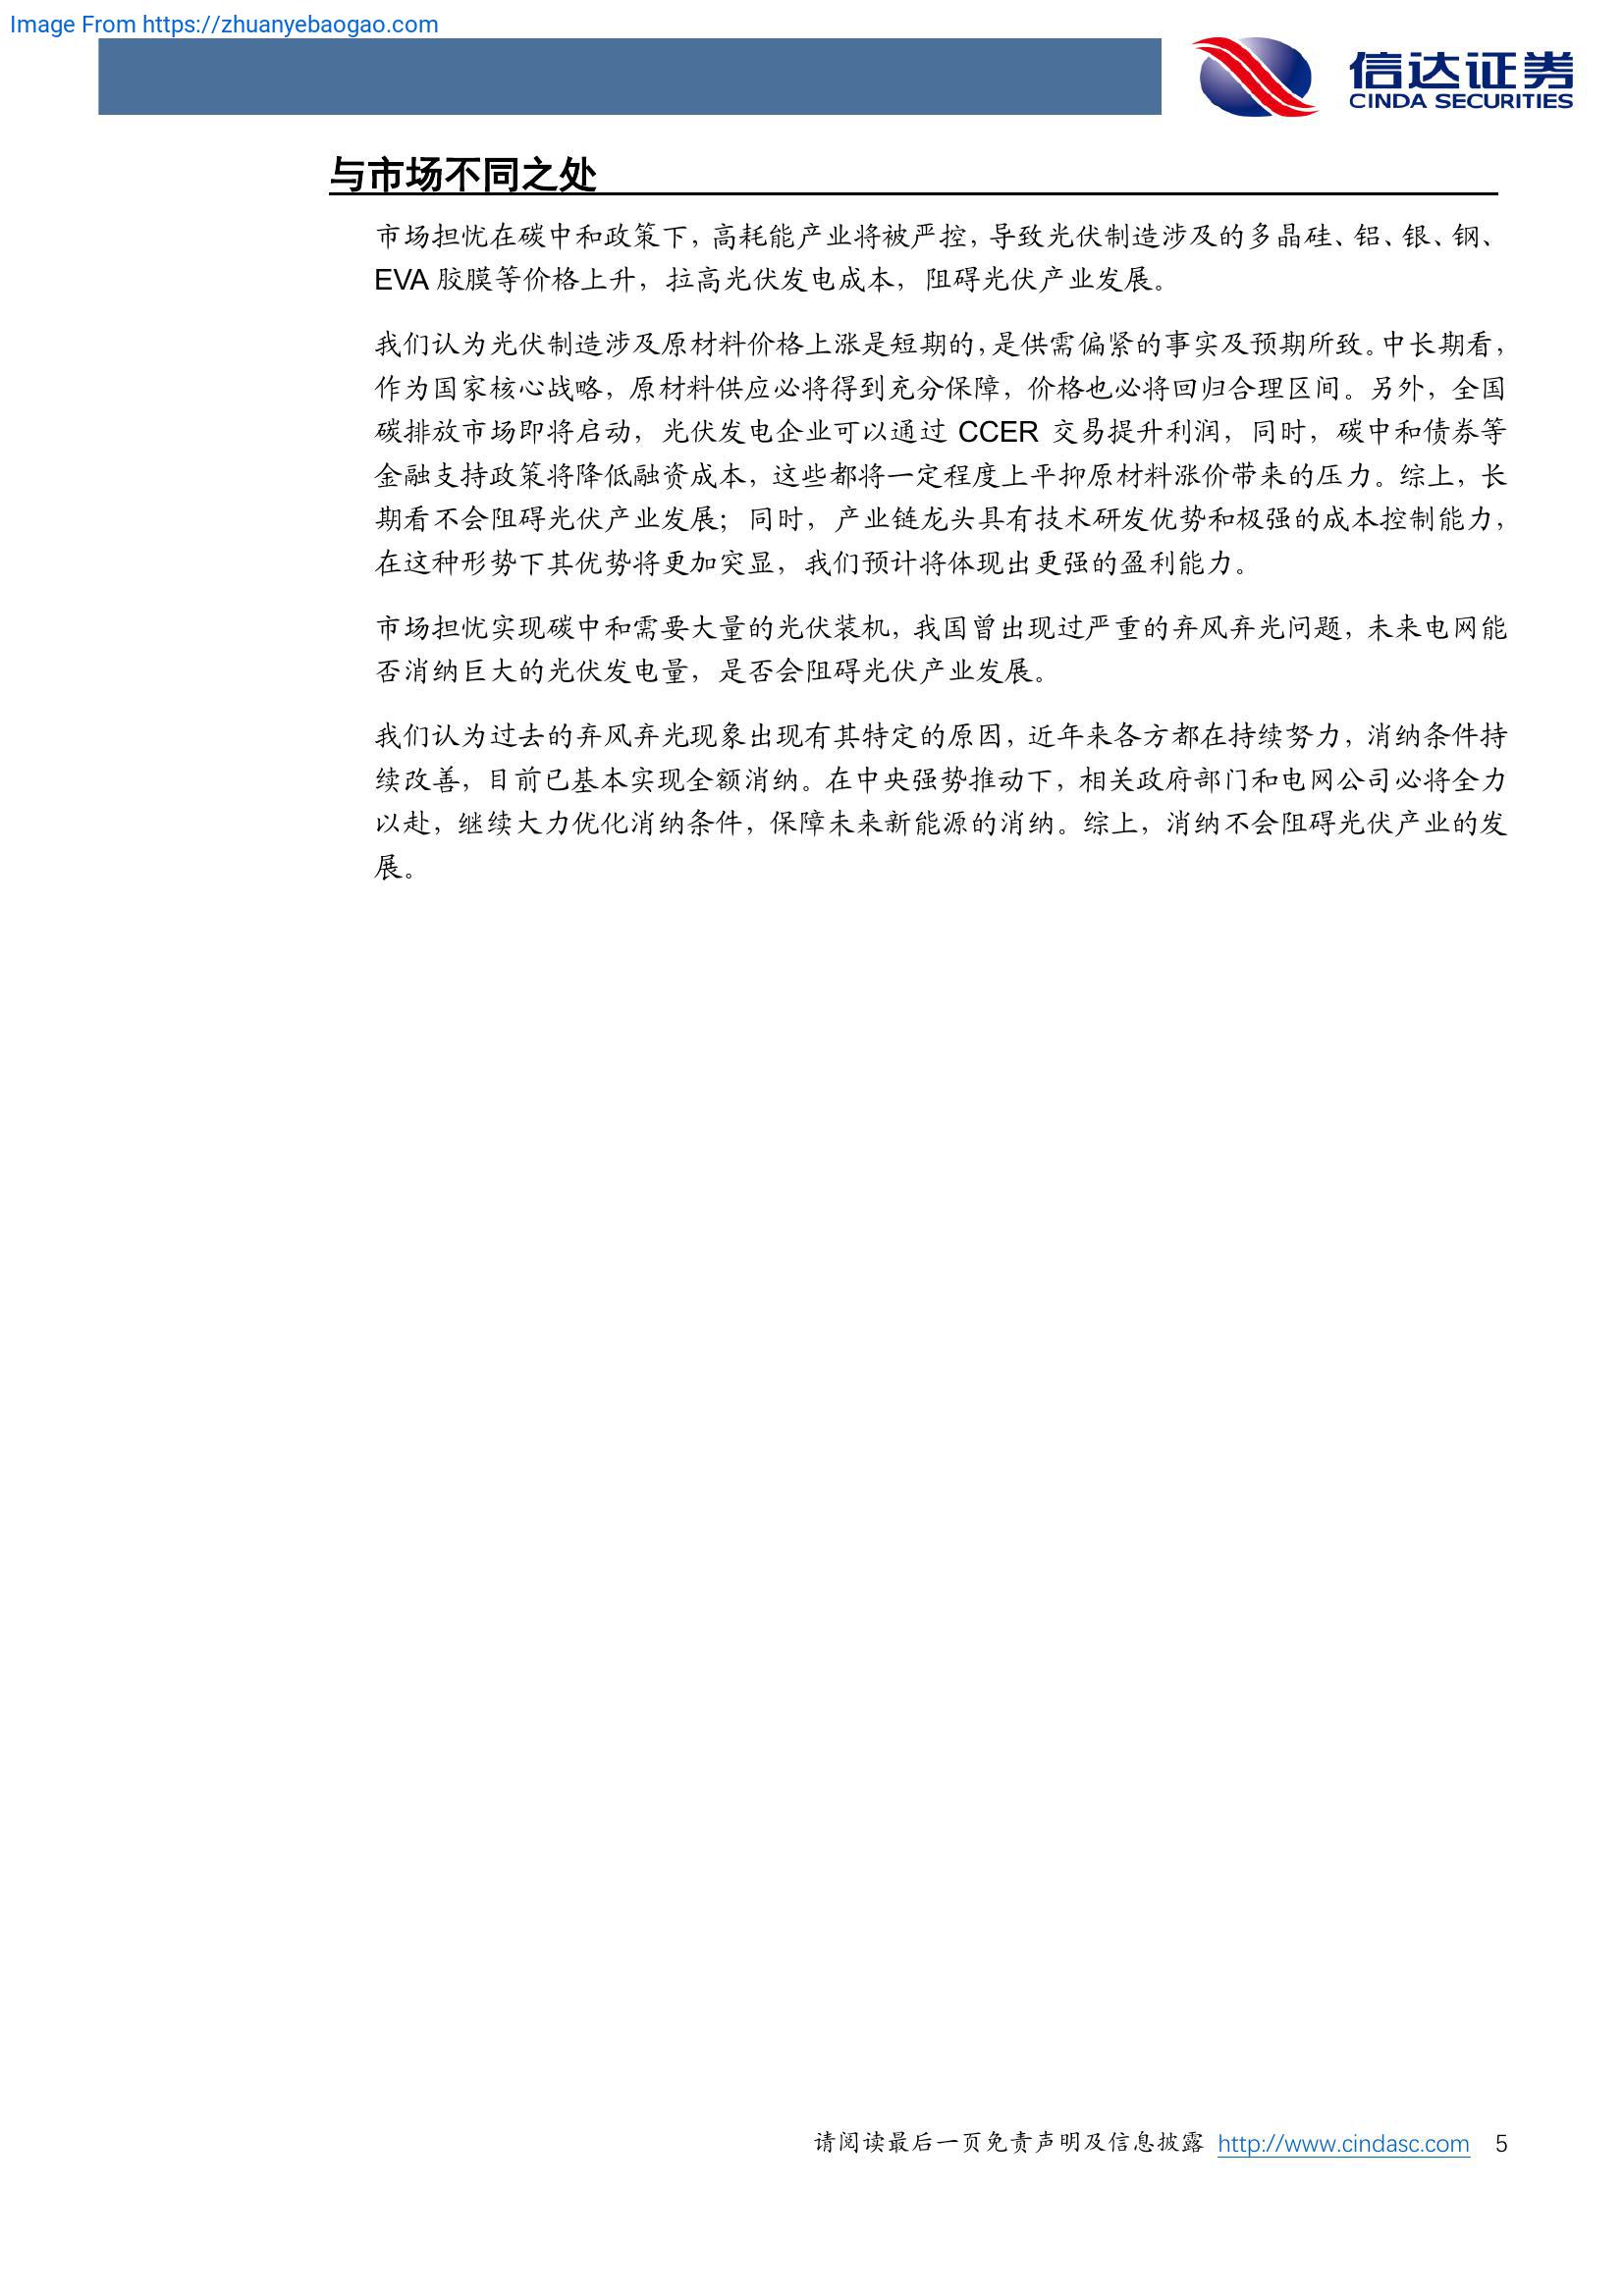 Image From https://zhuanyebaogao.com
信达证券
CINDA SECURITIES
与市场不同之处
市场担忧在碳中和政策下，高耗能产业将被严控，导致光伏制造涉及的多晶硅、铝、银、钢、
EVA 胶膜等价格上升，拉高光伏发电成本，阻碍光伏产业发展。
我们认为光伏制造涉及原材料价格上涨是短期的，是供需偏紧的事实及预期所致。中长期看，
作为国家核心战略，原材料供应必将得到充分保障，价格也必将回归合理区间。另外，全国
碳排放市场即将启动，光伏发电企业可以通过 CCER 交易提升利润，同时，碳中和债券等
金融支持政策将降低融资成本，这些都将一定程度上平抑原材料涨价带来的压力。综上，长
期看不会阻碍光伏产业发展；同时，产业链龙头具有技术研发优势和极强的成本控制能力，
在这种形势下其优势将更加突显，我们预计将体现出更强的盈利能力。
市场担忧实现碳中和需要大量的光伏装机，我国曾出现过严重的弃风弃光问题，未来电网能
否消纳巨大的光伏发电量，是否会阻碍光伏产业发展。
我们认为过去的弃风弃光现象出现有其特定的原因，近年来各方都在持续努力，消纳条件持
续改善，目前已基本实现全额消纳。在中央强势推动下，相关政府部门和电网公司必将全力
以赴，继续大力优化消纳条件，保障未来新能源的消纳。综上，消纳不会阻碍光伏产业的发
展。
请阅读最后一页免责声明及信息披露 http://www.cindasc.com 5